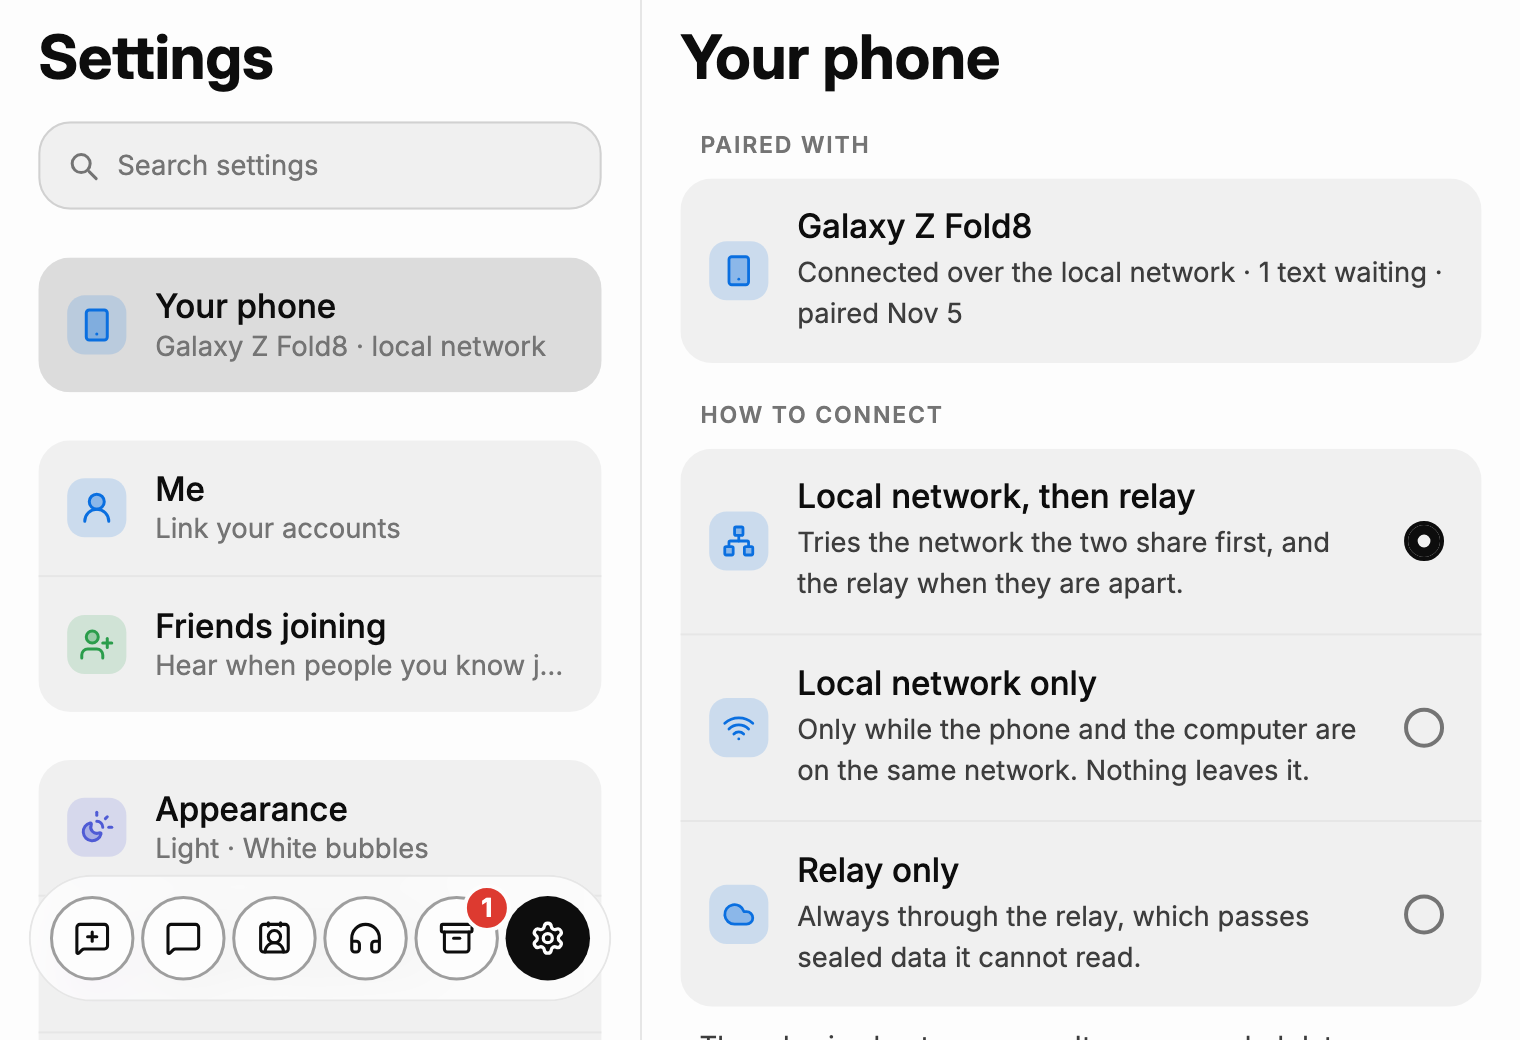 Settings
Search settings
Your phone
Galaxy Z Fold8 · local network
Me
Link your accounts
Friends joining
Hear when people you know j...
Appearance
Light · White bubbles
1
Your phone
PAIRED WITH
Galaxy Z Fold8
Connected over the local network · 1 text waiting ·
paired Nov 5
HOW TO CONNECT
Local network, then relay
Tries the network the two share first, and
the relay when they are apart.
Local network only
Only while the phone and the computer are
on the same network. Nothing leaves it.
Relay only
Always through the relay, which passes
sealed data it cannot read.